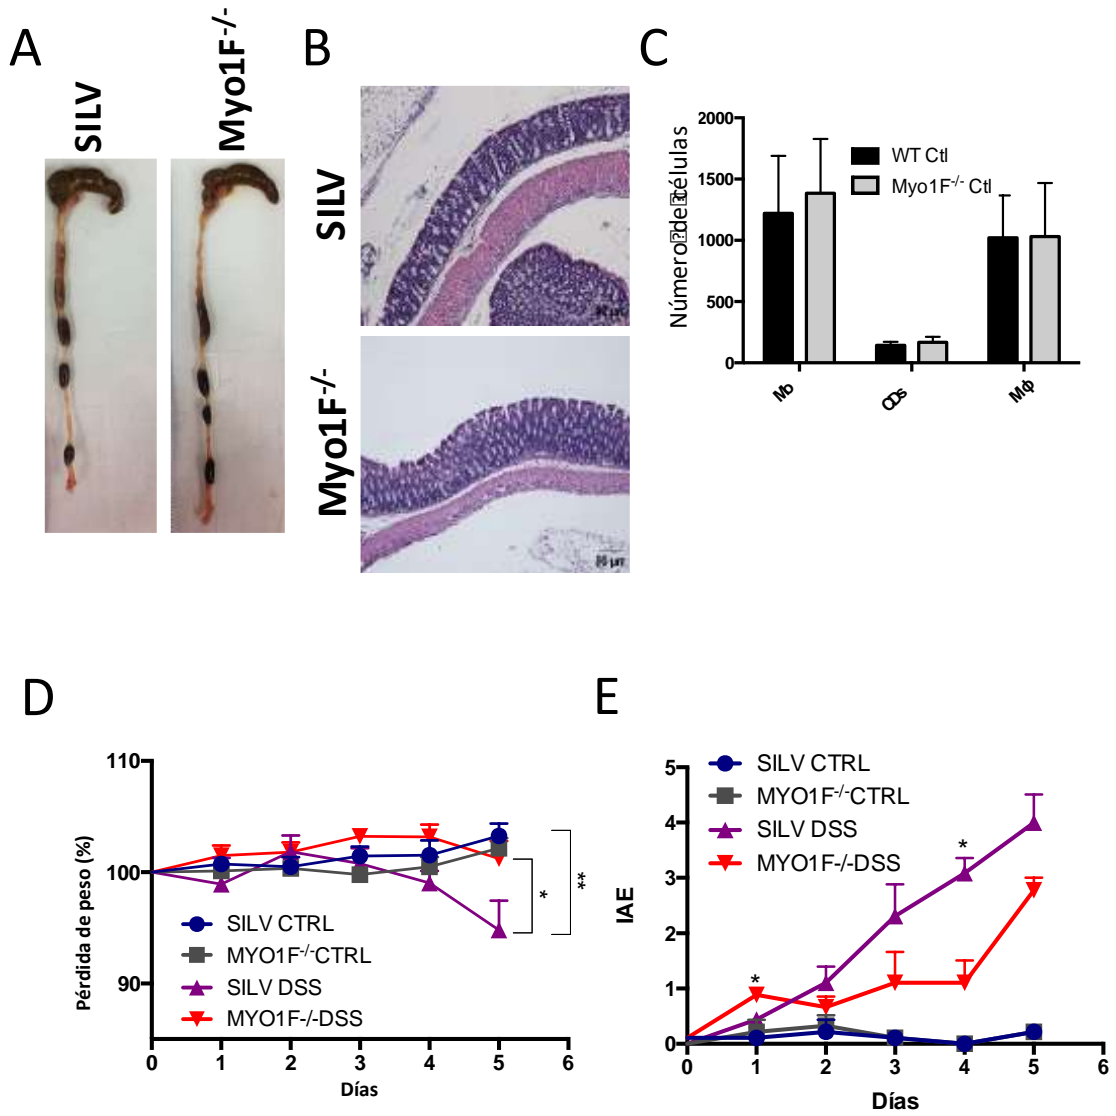 A
SILV
Myo1F-/-
B
SILV
Myo1F-/-
C
Número de células
2000
1500
1000
500
0
WT Ctl
Myo1F-/- Ctl
Mo
CDs
Mφ
D
Pérdida de peso (%)
110
100
90
SILV CTRL
MYO1F-/-CTRL
SILV DSS
MYO1F-/-DSS
*
**
0 1 2 3 4 5 6
Días
E
IAE
5
4
3
2
1
0
SILV CTRL
MYO1F-/-CTRL
SILV DSS
MYO1F-/-DSS
*
*
0 1 2 3 4 5 6
Días